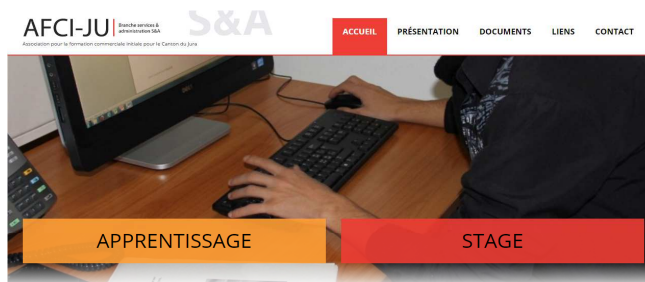 S&A
AFCI-JU
Branche services &
administration S&A
Association pour la formation commerciale initiale pour le Canton du Jura
ACCUEIL PRÉSENTATION DOCUMENTS LIENS CONTACT
APPRENTISSAGE STAGE